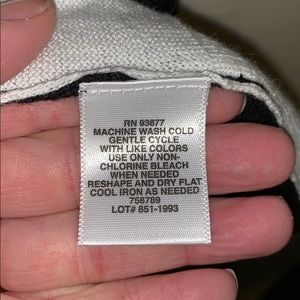 RN 93677
MACHINE WASH COLD
GENTLE CYCLE
WITH LIKE COLORS
USE ONLY NON-
CHLORINE BLEACH
WHEN NEEDED
RESHAPE AND DRY FLAT
COOL IRON AS NEEDED
758789
LOT# 851-1993